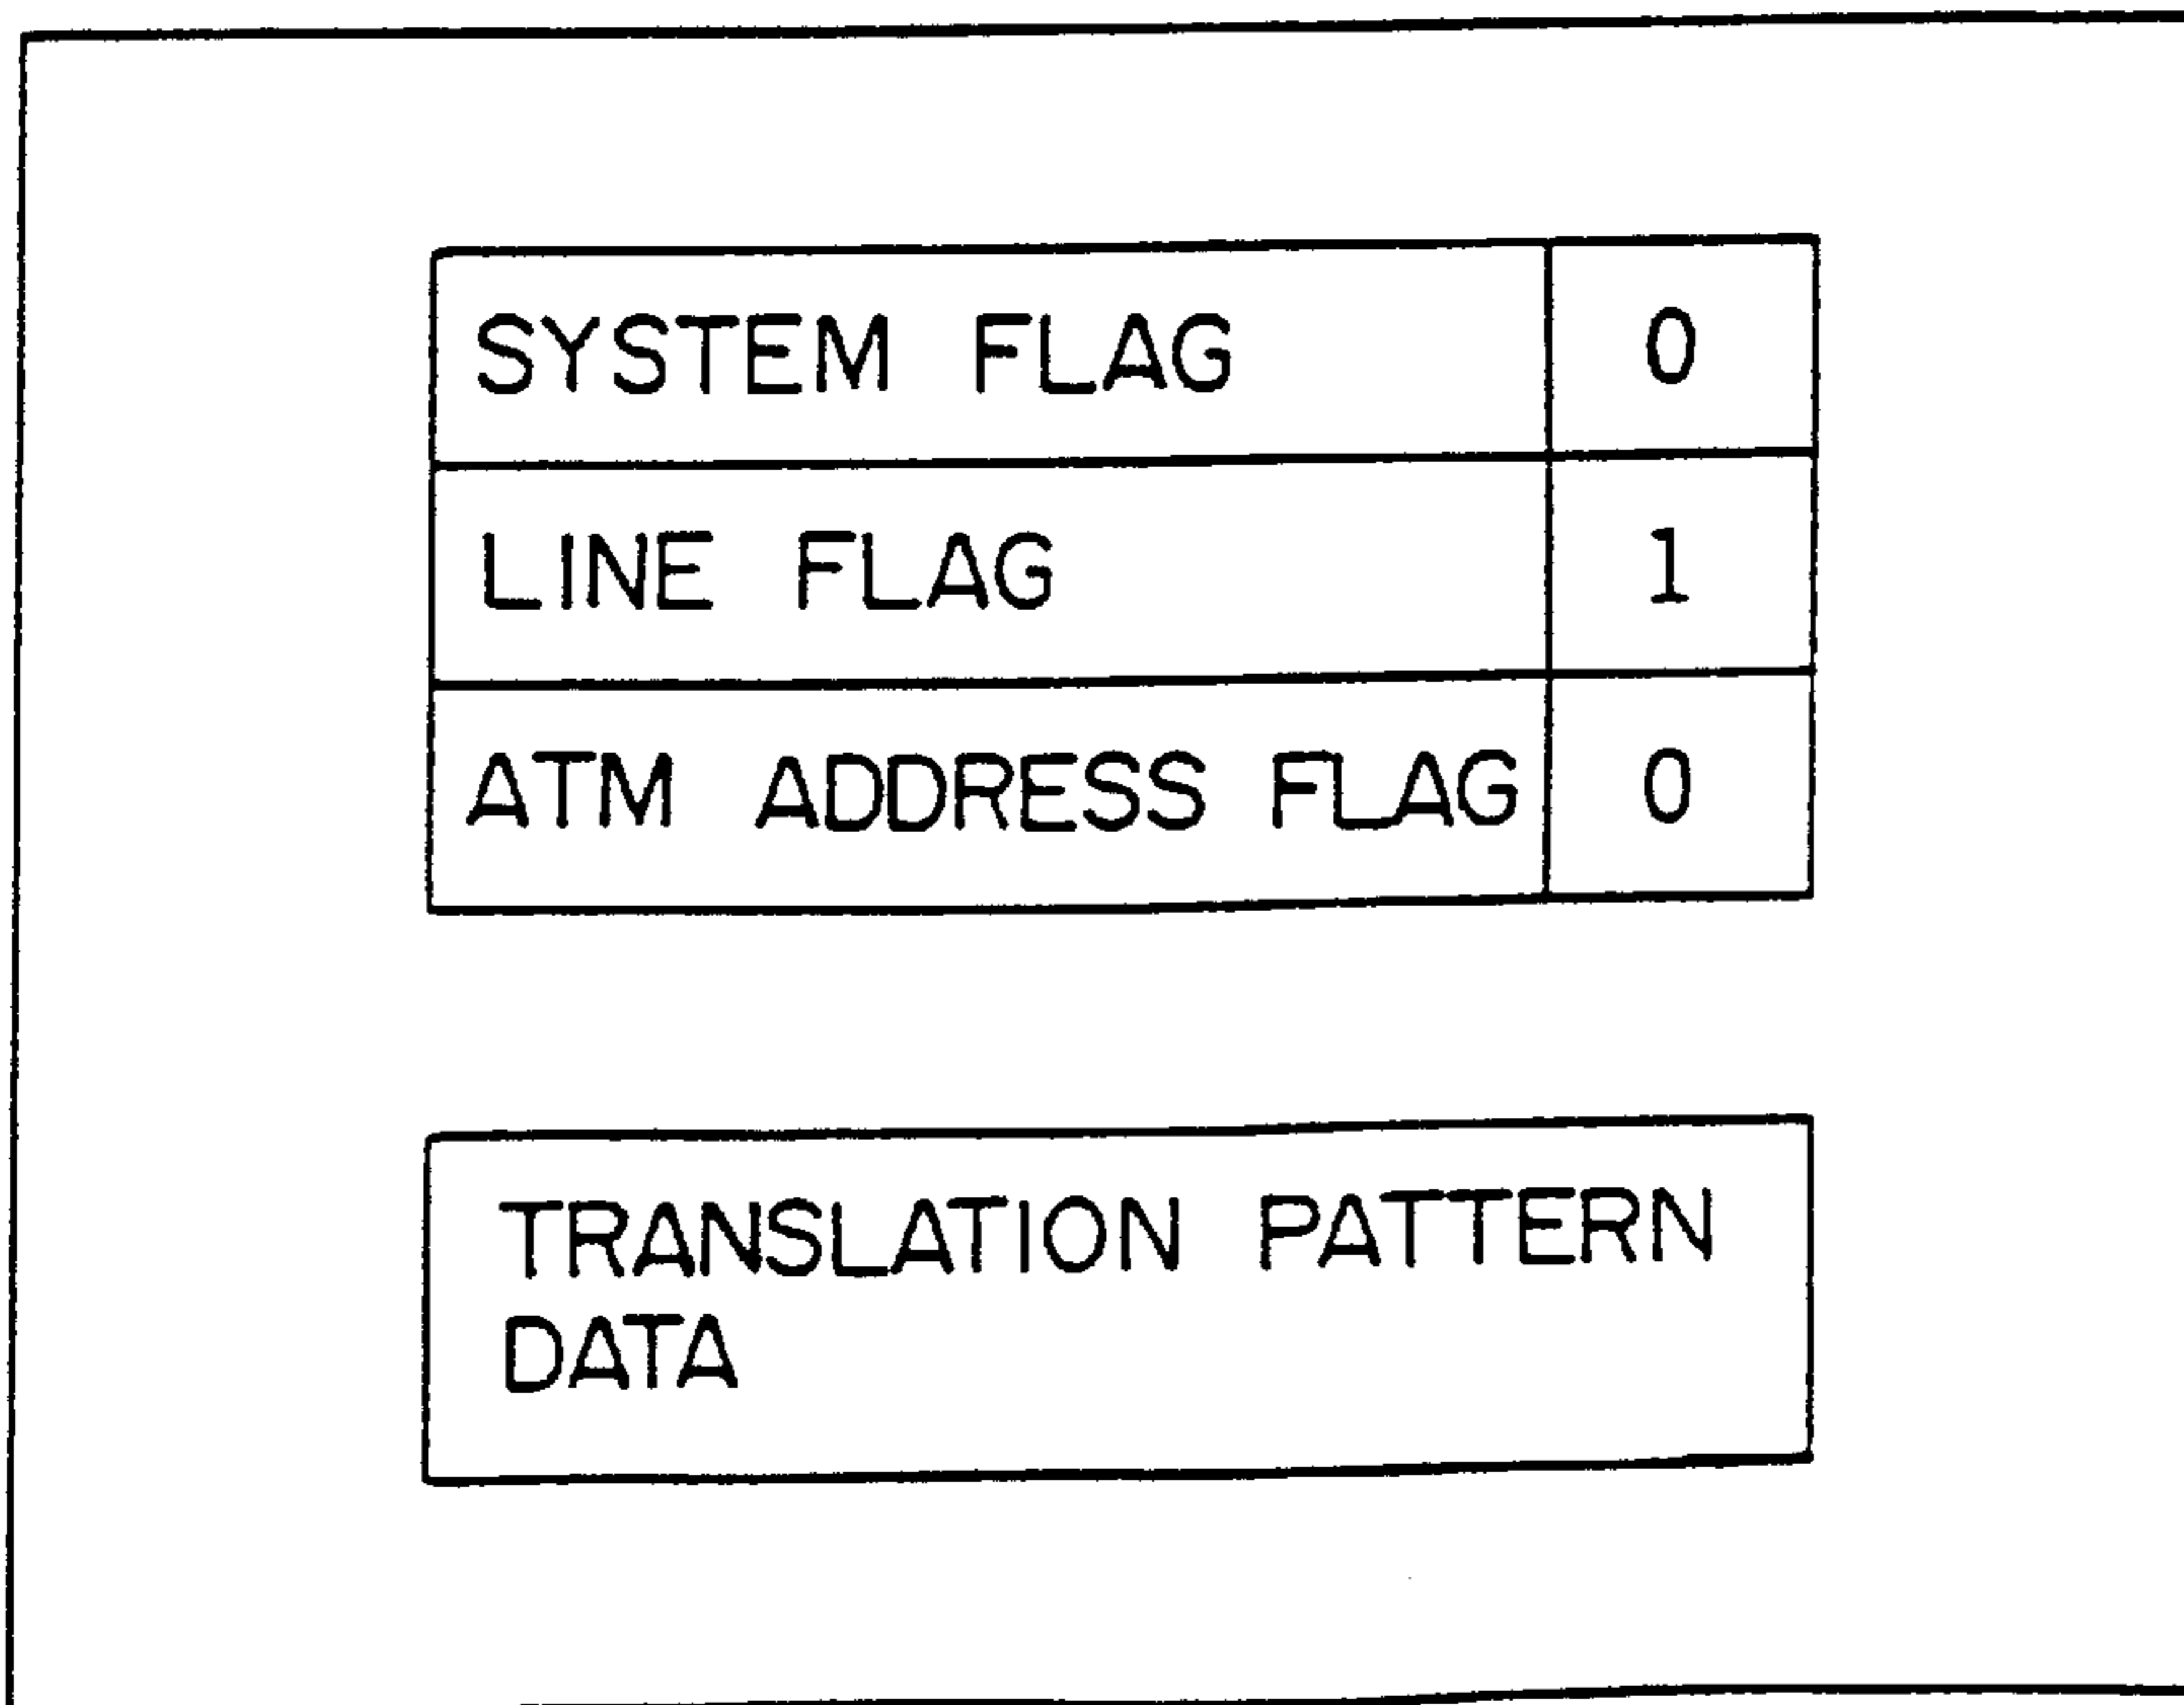 SYSTEM FLAG 0
LINE FLAG 1
ATM ADDRESS FLAG 0
TRANSLATION PATTERN
DATA